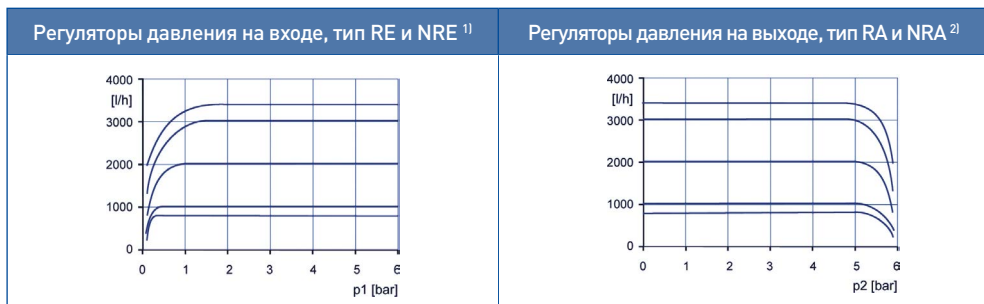 Регуляторы давления на входе, тип RE и NRE 1)
Регуляторы давления на выходе, тип RA и NRA 2)
4000
[l/h]
3000
2000
1000
0
0 1 2 3 4 5 6
p1 [bar]
4000
[l/h]
3000
2000
1000
0
0 1 2 3 4 5 6
p2 [bar]